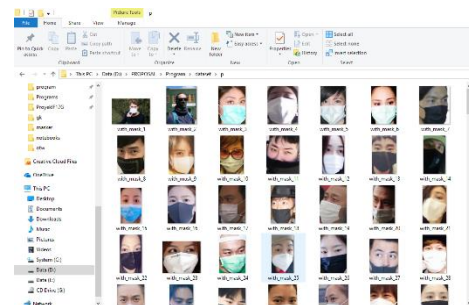 Picture Tools p
File Home Share View Manage
Pin to Quick access Copy Paste Cut Copy path Paste shortcut Move to Copy to Delete Rename New folder New item Easy access Properties Open Edit History Select all Select none Invert selection
Clipboard Organize New Open Select
This PC > Data (D:) > PROPOSAL > Program > dataset > p
program
Programs
master
notebooks
Creative Cloud Files
OneDrive
This PC
Desktop
Documents
Downloads
Music
Pictures
Videos
System (C:)
Data (D:)
Data (E:)
CD Drive (G:)
Network
with_mask_1 with_mask_2 with_mask_3 with_mask_4 with_mask_5 with_mask_6 with_mask_7
with_mask_8 with_mask_9 with_mask_10 with_mask_11 with_mask_12 with_mask_13 with_mask_14
with_mask_15 with_mask_16 with_mask_17 with_mask_18 with_mask_19 with_mask_20 with_mask_21
with_mask_22 with_mask_23 with_mask_24 with_mask_25 with_mask_26 with_mask_27 with_mask_28